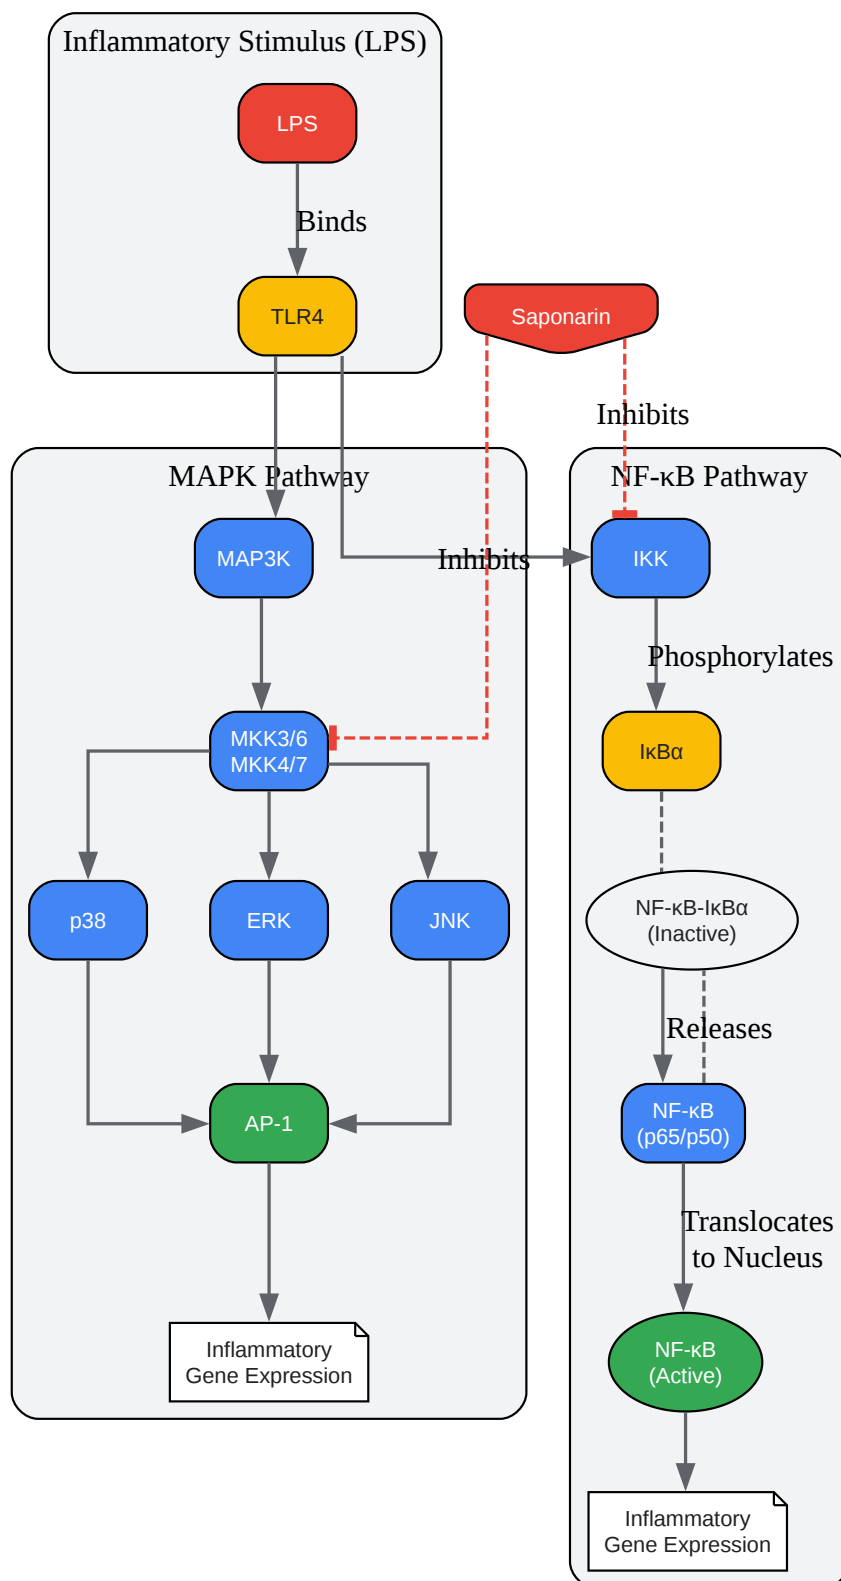 Inflammatory Stimulus (LPS)
LPS
Binds
TLR4
Saponarin
Inhibits
MAPK Pathway
NF-κB Pathway
MAP3K
Inhibits
IKK
Phosphorylates
MKK3/6
MKK4/7
IκBα
p38
ERK
JNK
NF-κB-IκBα
(Inactive)
Releases
AP-1
NF-κB
(p65/p50)
Translocates
to Nucleus
Inflammatory
Gene Expression
NF-κB
(Active)
Inflammatory
Gene Expression